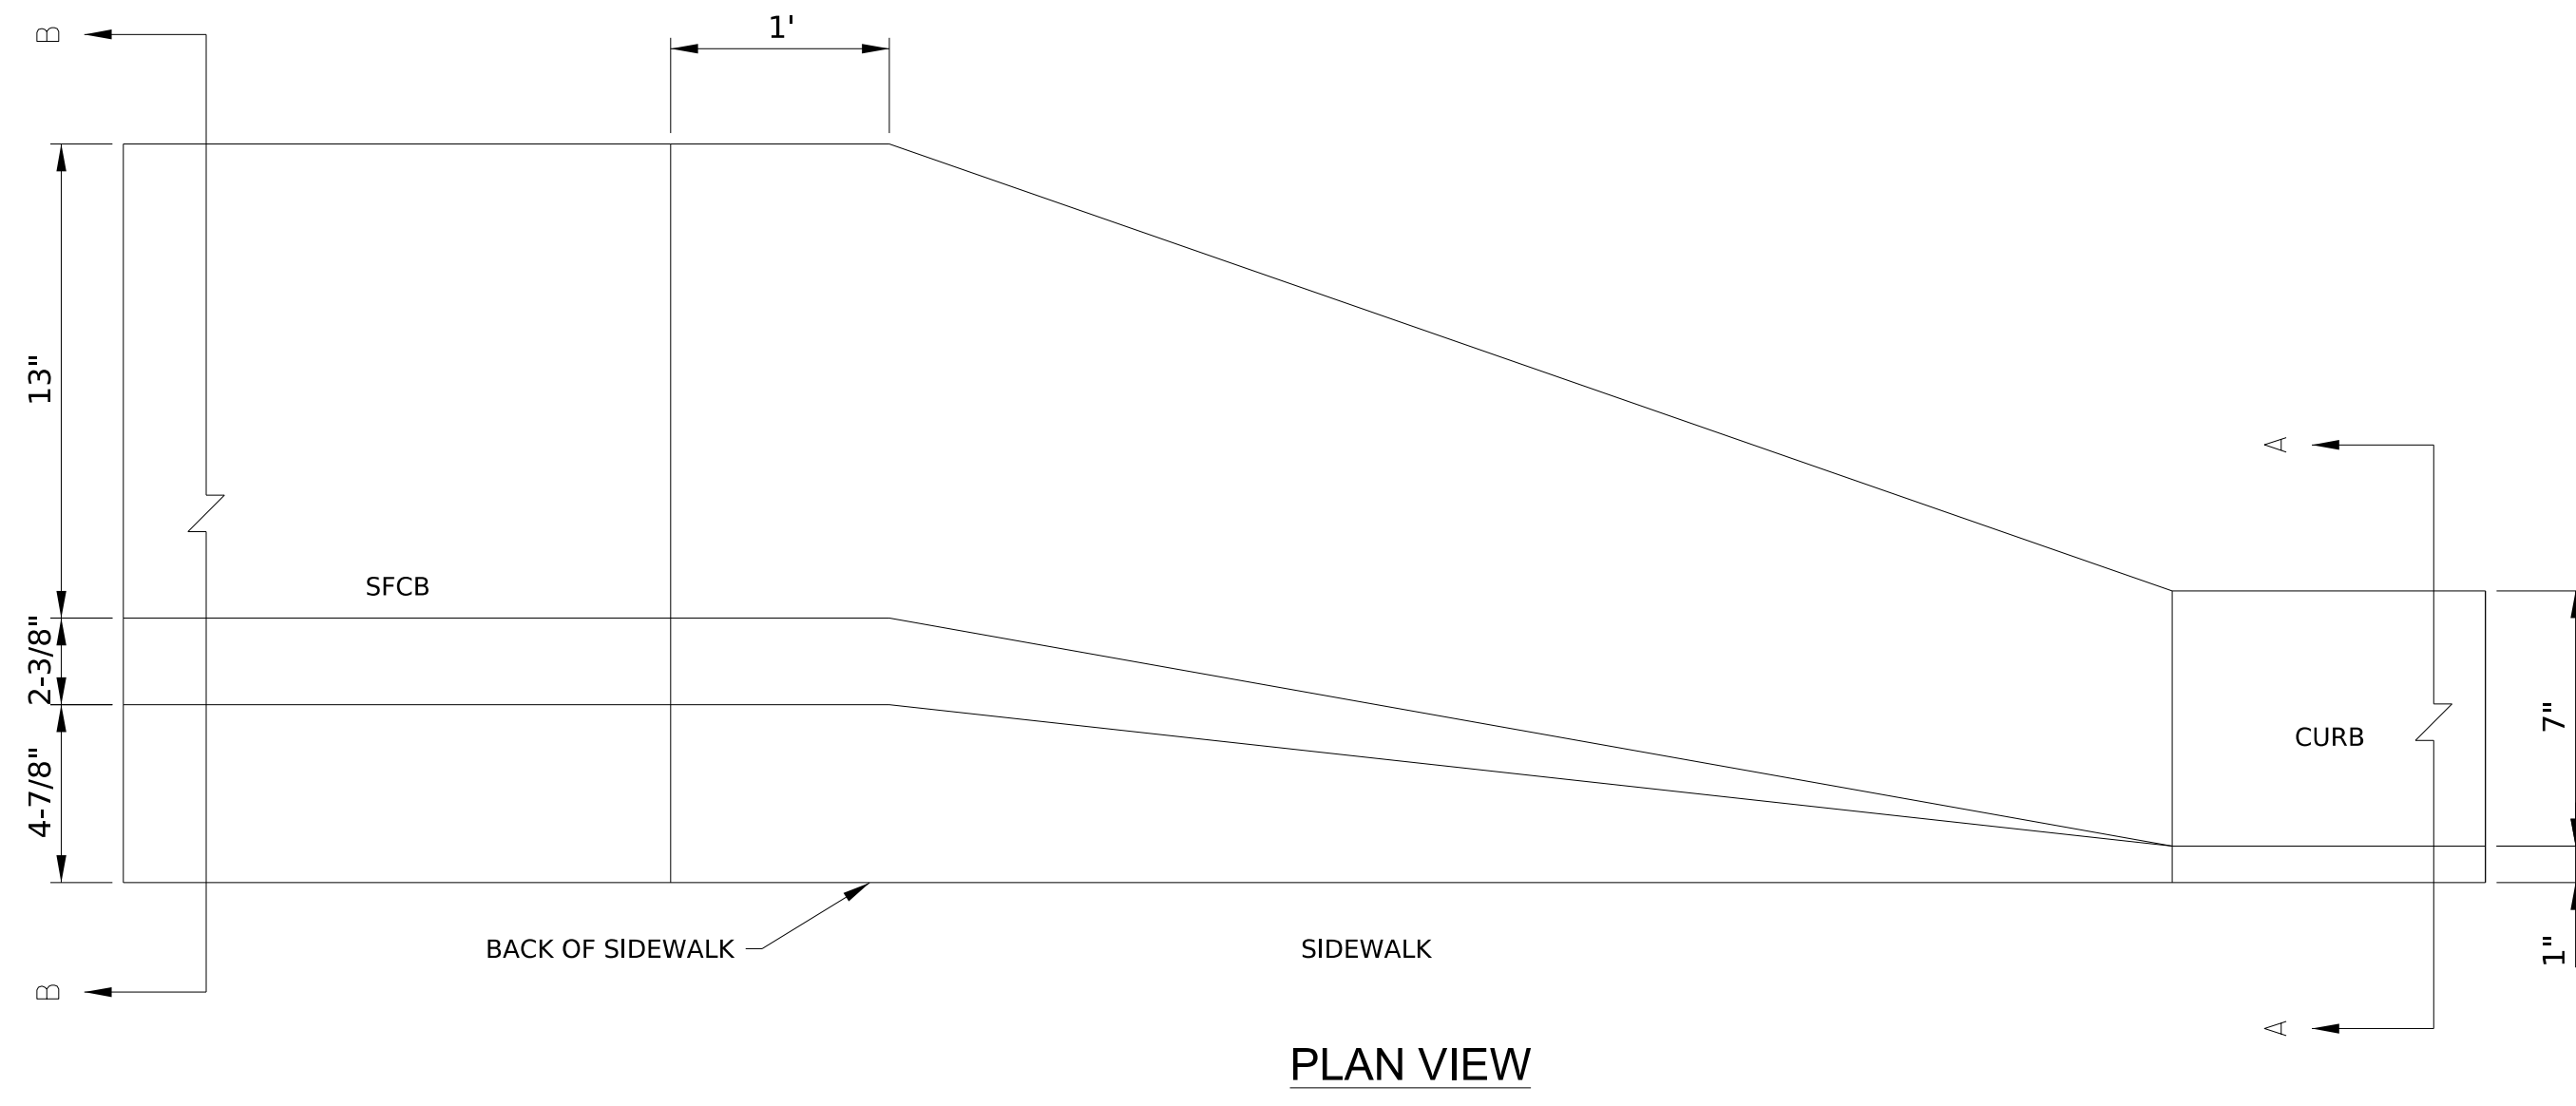 B
1'
13"
A
SFCB
2-3/8"
7"
CURB
4-7/8"
BACK OF SIDEWALK
SIDEWALK
1"
B
A
PLAN VIEW